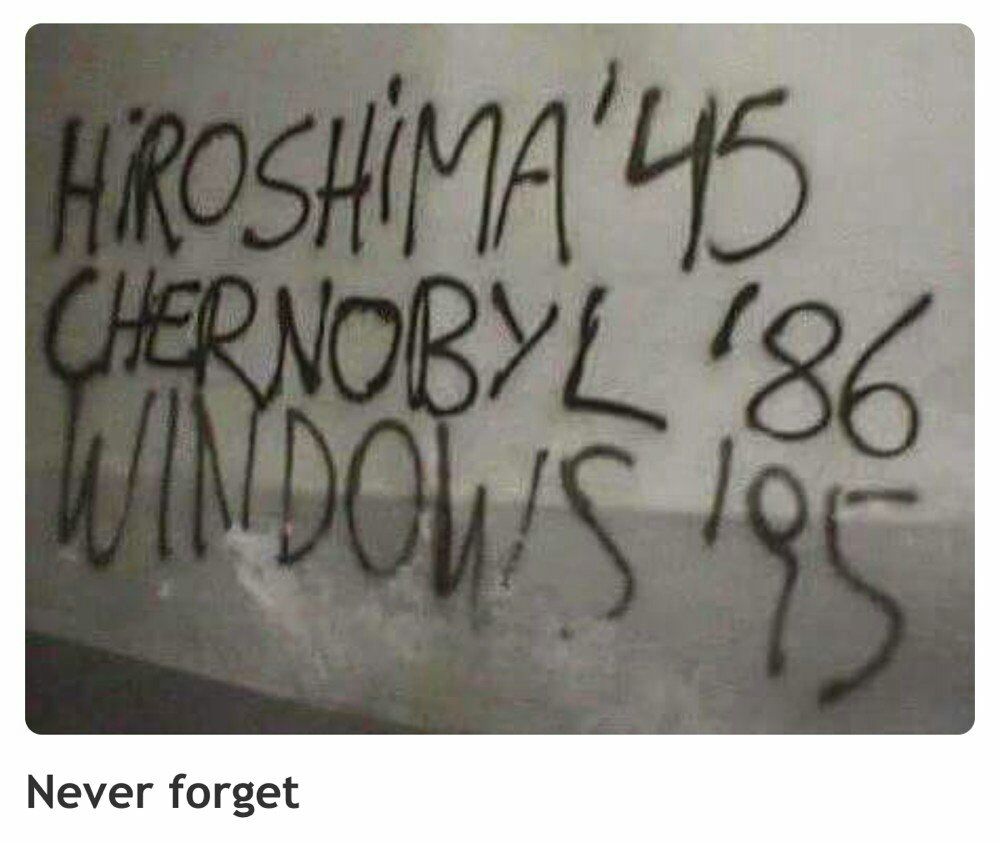 HiROSHiMA '45
CHERNOBYL '86
WINDOWS '95
Never forget